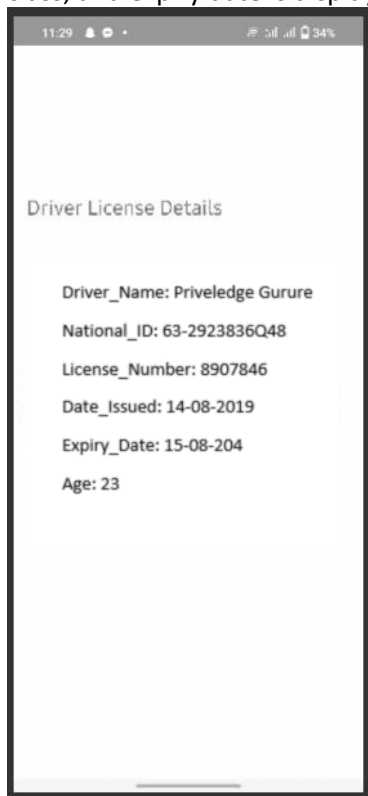 11:29
34%
Driver License Details
Driver_Name: Priveledge Gurure
National_ID: 63-2923836Q48
License_Number: 8907846
Date_Issued: 14-08-2019
Expiry_Date: 15-08-204
Age: 23